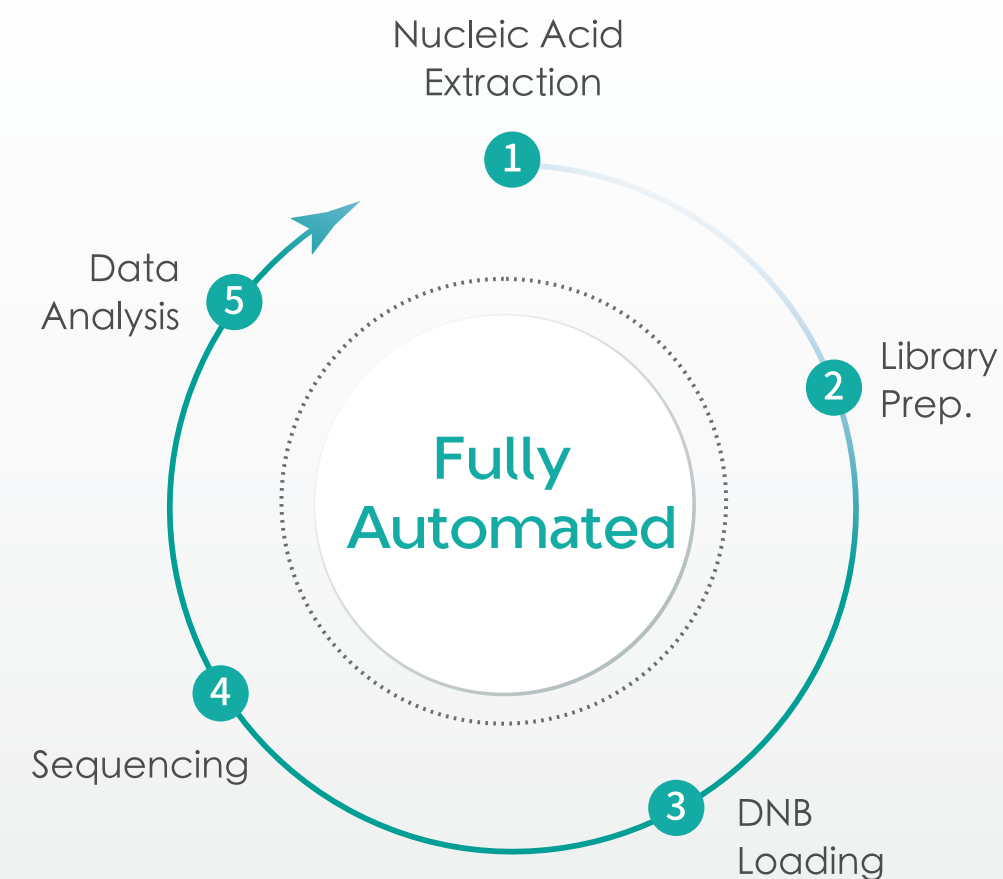 Nucleic Acid
Extraction
1
Library
Prep.
2
DNB
Loading
3
Sequencing
4
Data
Analysis
5
Fully
Automated